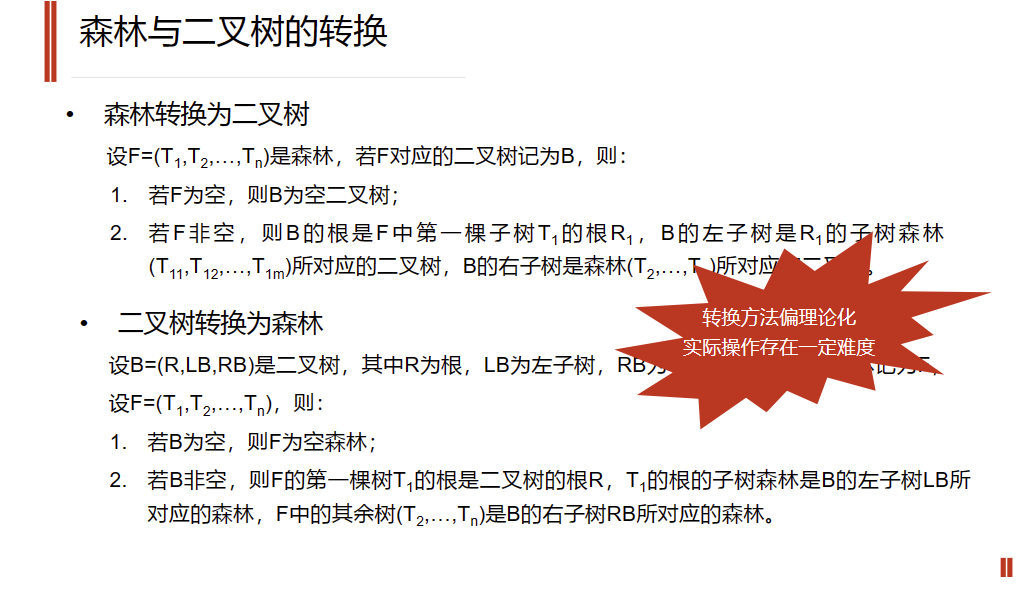 森林与二叉树的转换
• 森林转换为二叉树
设F=(T1,T2,…,Tn)是森林，若F对应的二叉树记为B，则：
1. 若F为空，则B为空二叉树；
2. 若F非空，则B的根是F中第一棵子树T1的根R1，B的左子树是R1的子树森林
(T11,T12,…,T1m)所对应的二叉树，B的右子树是森林(T2,…,T )所对应 二 。
转换方法偏理论化
实际操作存在一定难度
• 二叉树转换为森林
设B=(R,LB,RB)是二叉树，其中R为根，LB为左子树，RB为 记为F，
设F=(T1,T2,…,Tn)，则：
1. 若B为空，则F为空森林；
2. 若B非空，则F的第一棵树T1的根是二叉树的根R，T1的根的子树森林是B的左子树LB所
对应的森林，F中的其余树(T2,…,Tn)是B的右子树RB所对应的森林。